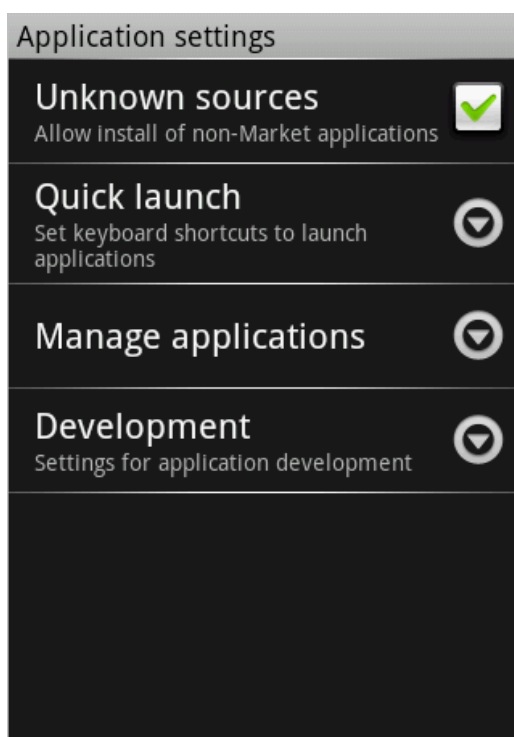 Application settings
Unknown sources
Allow install of non-Market applications
Quick launch
Set keyboard shortcuts to launch
applications
Manage applications
Development
Settings for application development